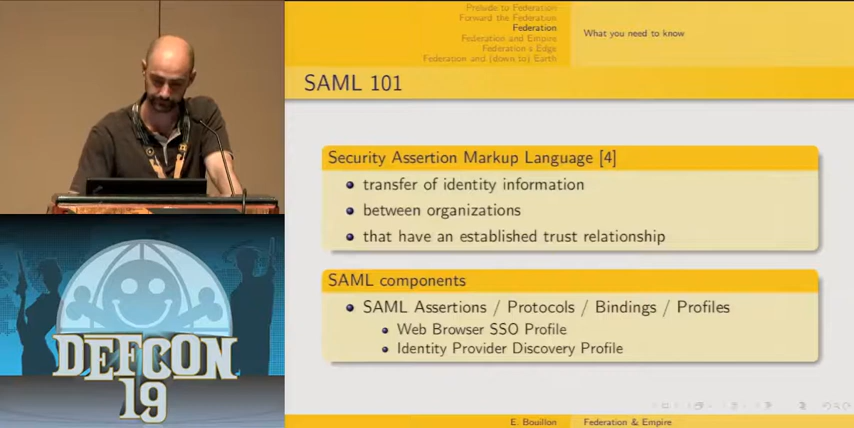 Prelude to Federation
Forward the Federation
Federation
Federation and Empire
Federation s Edge
Federation and (down to) Earth
What you need to know
SAML 101
Security Assertion Markup Language [4]
transfer of identity information
between organizations
that have an established trust relationship
SAML components
SAML Assertions / Protocols / Bindings / Profiles
Web Browser SSO Profile
Identity Provider Discovery Profile
E. Bouillon
Federation & Empire
DEFCON
19